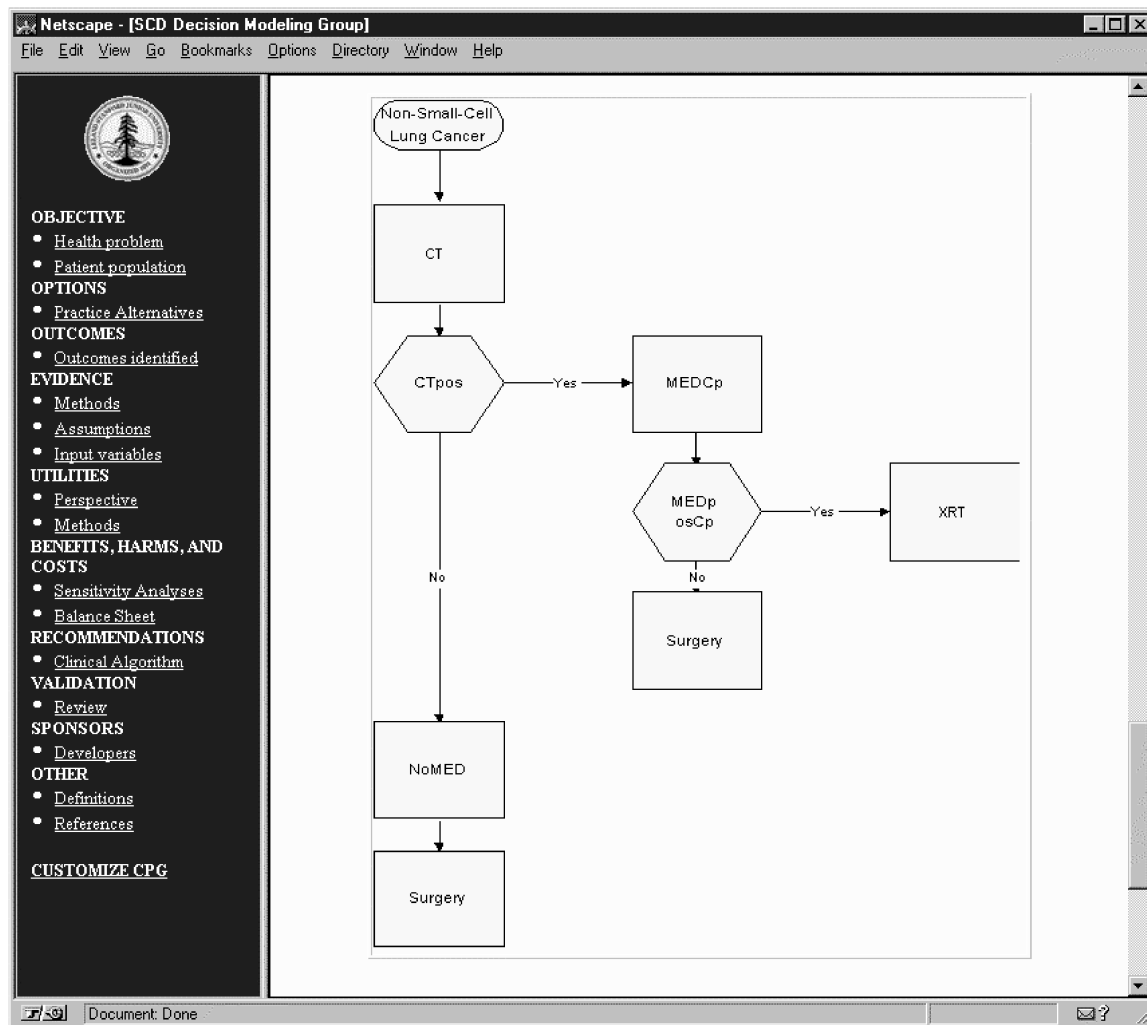 Netscape - [SCD Decision Modeling Group]
File Edit View Go Bookmarks Options Directory Window Help
OBJECTIVE
Health problem
Patient population
OPTIONS
Practice Alternatives
OUTCOMES
Outcomes identified
EVIDENCE
Methods
Assumptions
Input variables
UTILITIES
Perspective
Methods
BENEFITS, HARMS, AND
COSTS
Sensitivity Analyses
Balance Sheet
RECOMMENDATIONS
Clinical Algorithm
VALIDATION
Review
SPONSORS
Developers
OTHER
Definitions
References
CUSTOMIZE CPG
Non-Small-Cell
Lung Cancer
CT
CTpos
Yes
MEDCp
MEDp
osCp
Yes
XRT
No
No
Surgery
NoMED
Surgery
Document: Done